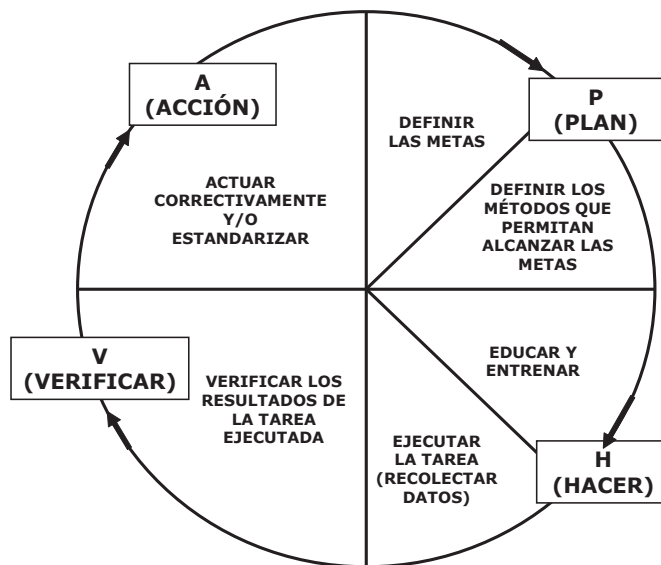 A
(ACCIÓN)
P
(PLAN)
DEFINIR
LAS METAS
ACTUAR
CORRECTIVAMENTE
Y/O
ESTANDARIZAR
DEFINIR LOS
MÉTODOS QUE
PERMITAN
ALCANZAR LAS
METAS
V
(VERIFICAR)
VERIFICAR LOS
RESULTADOS DE
LA TAREA
EJECUTADA
EDUCAR Y
ENTRENAR
EJECUTAR
LA TAREA
(RECOLECTAR
DATOS)
H
(HACER)